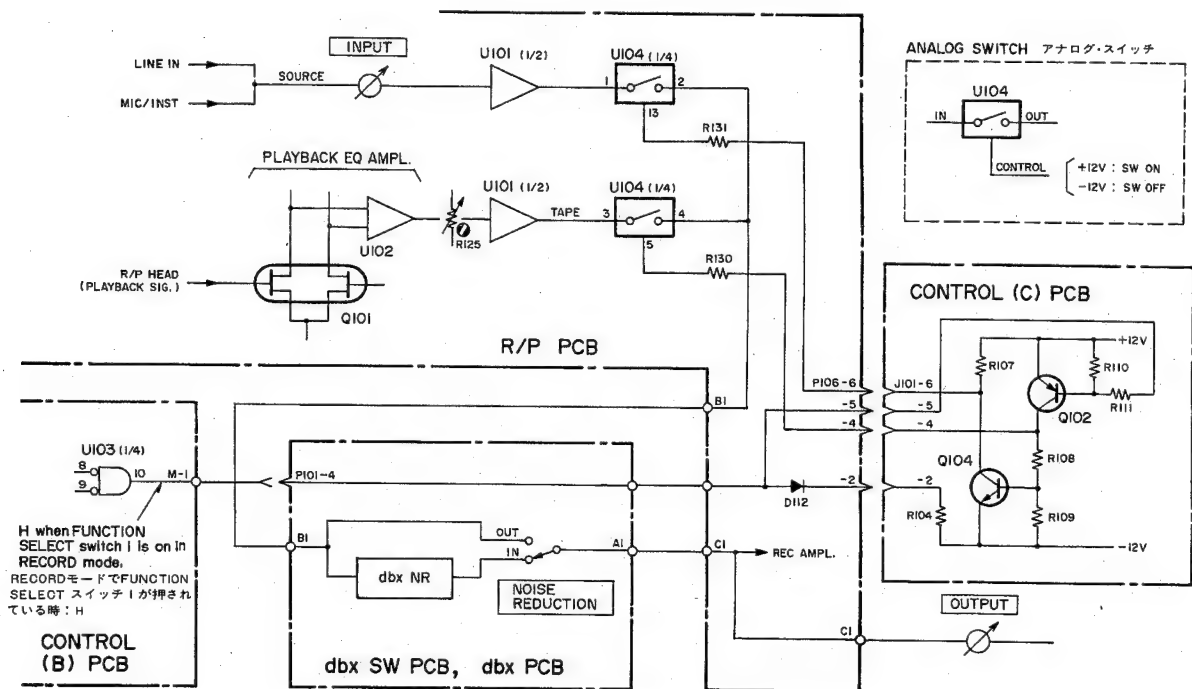 INPUT
LINE IN
MIC/INST
SOURCE
U101 (1/2)
U104 (1/4)
1
2
13
R131
PLAYBACK EQ AMPL.
U102
R125
U101 (1/2)
TAPE
U104 (1/4)
3
4
5
R130
R/P HEAD
(PLAYBACK SIG.)
Q101
R/P PCB
ANALOG SWITCH アナログ・スイッチ
U104
IN
OUT
CONTROL
+12V : SW ON
-12V : SW OFF
CONTROL (C) PCB
+12V
R107
R110
R111
Q102
P106-6
J101-6
-5
-5
-4
-4
R108
Q104
-2
-2
R104
R109
-12V
B1
U103 (1/4)
8
9
10
M-1
P101-4
D112
H when FUNCTION
SELECT switch 1 is on in
RECORD mode.
RECORDモードでFUNCTION
SELECT スイッチ 1 が押され
ている時：H
CONTROL
(B) PCB
B1
OUT
IN
dbx NR
NOISE
REDUCTION
A1
C1
REC AMPL.
dbx SW PCB, dbx PCB
C1
OUTPUT